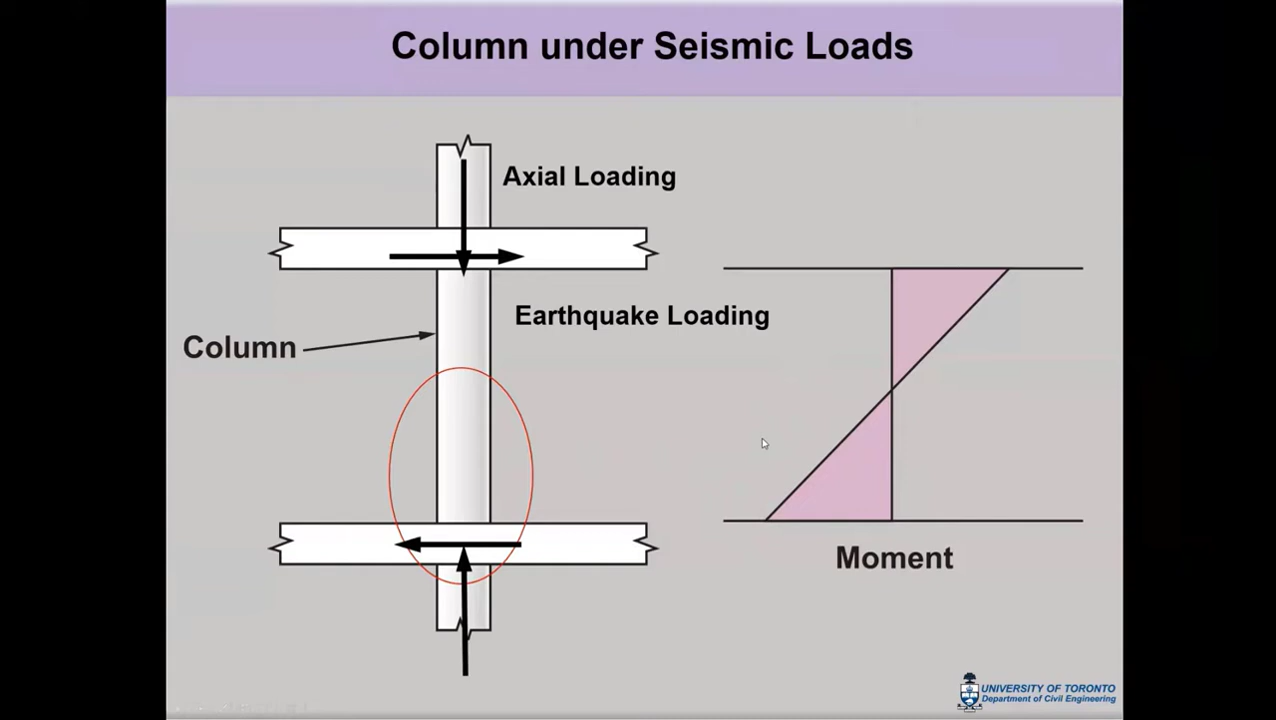 Column under Seismic Loads
Axial Loading
Earthquake Loading
Column
Moment
UNIVERSITY OF TORONTO
Department of Civil Engineering